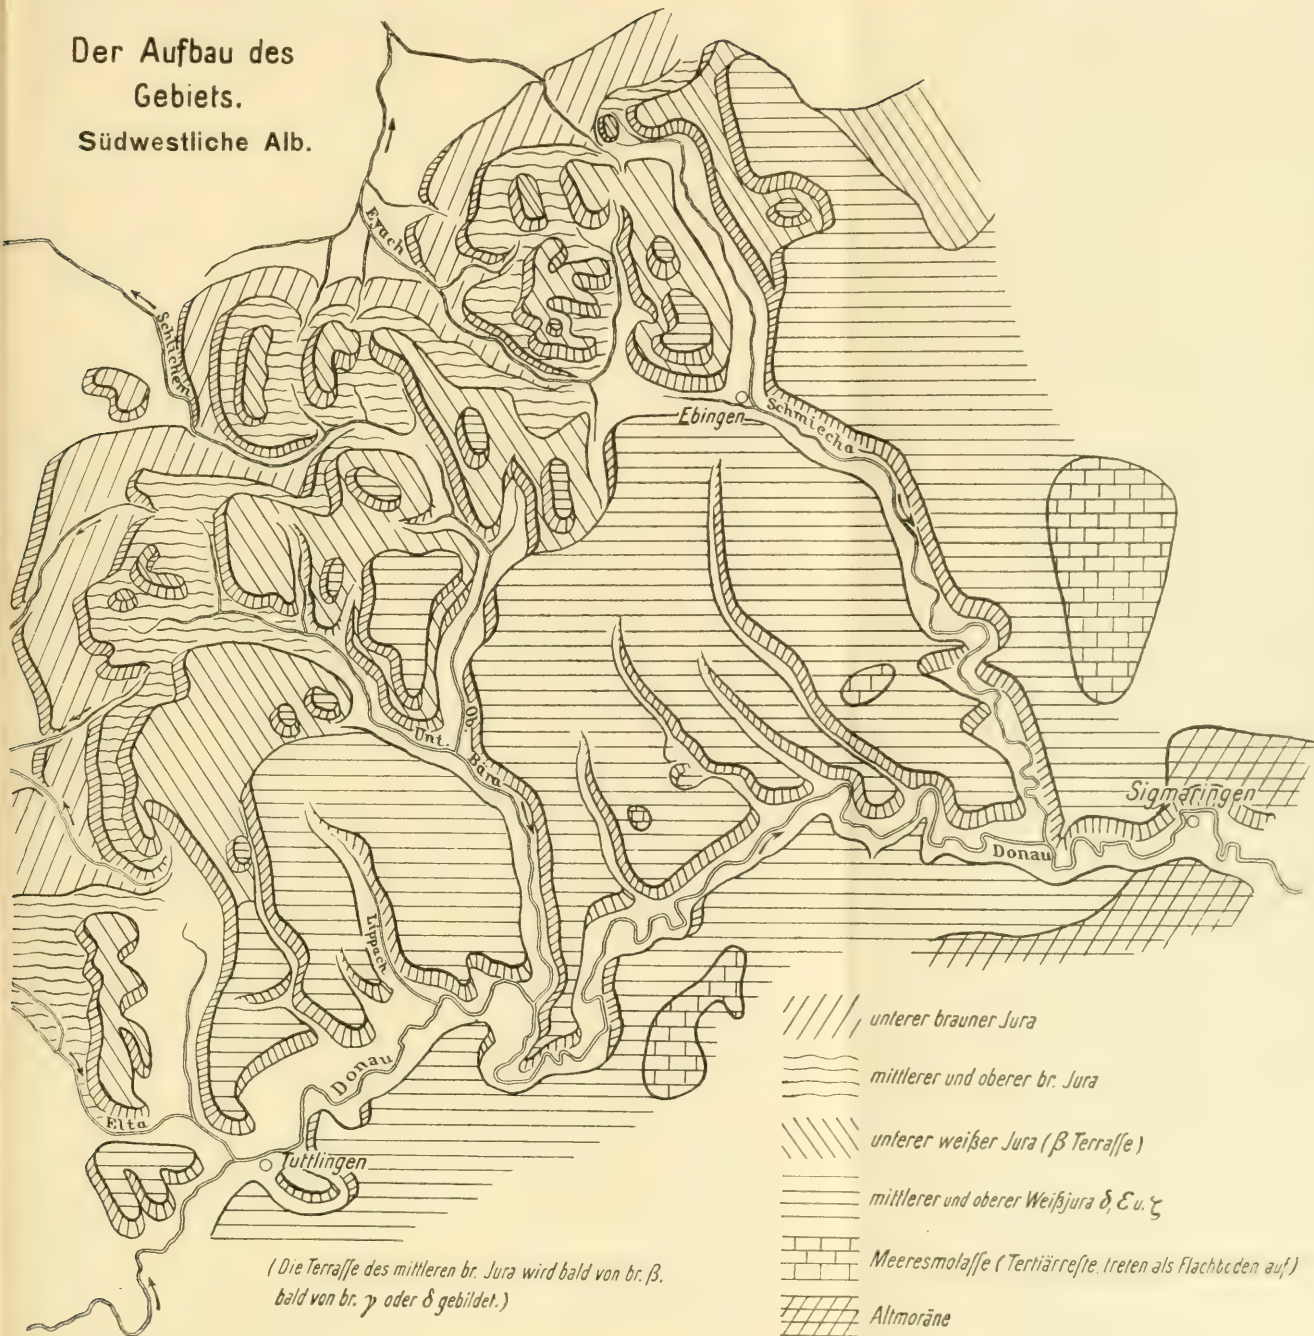 Der Aufbau des
Gebiets.
Südwestliche Alb.
Eyach
Schlichem
Ebingen
Schmiecha
Ob.
Unt.
Bära
Sigmaringen
Donau
Lippach
Donau
Elta
Tuttlingen
unterer brauner Jura
mittlerer und oberer br. Jura
unterer weißer Jura (β Terraſſe)
mittlerer und oberer Weißjura δ, ε u. ζ
Meeresmolaſſe (Tertiärreſte, treten als Flachböden auf)
Altmoräne
(Die Terraſſe des mittleren br. Jura wird bald von br. β,
bald von br. γ oder δ gebildet.)